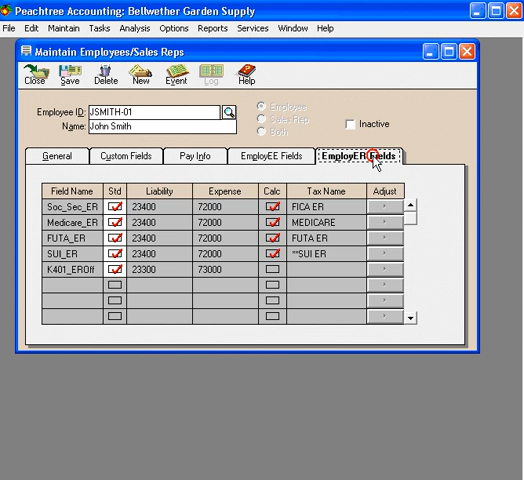 Peachtree Accounting: Bellwether Garden Supply
File Edit Maintain Tasks Analysis Options Reports Services Window Help
Maintain Employees/Sales Reps
Close Save Delete New Event Log Help
Employee ID: JSMITH-01
Name: John Smith
Employee
Sales Rep
Both
Inactive
General Custom Fields Pay Info EmployEE Fields EmployER Fields
Field Name Std Liability Expense Calc Tax Name Adjust
Soc_Sec_ER 23400 72000 FICA ER
Medicare_ER 23400 72000 MEDICARE
FUTA_ER 23400 72000 FUTA ER
SUI_ER 23400 72000 **SUI ER
K401_EROff 23300 73000